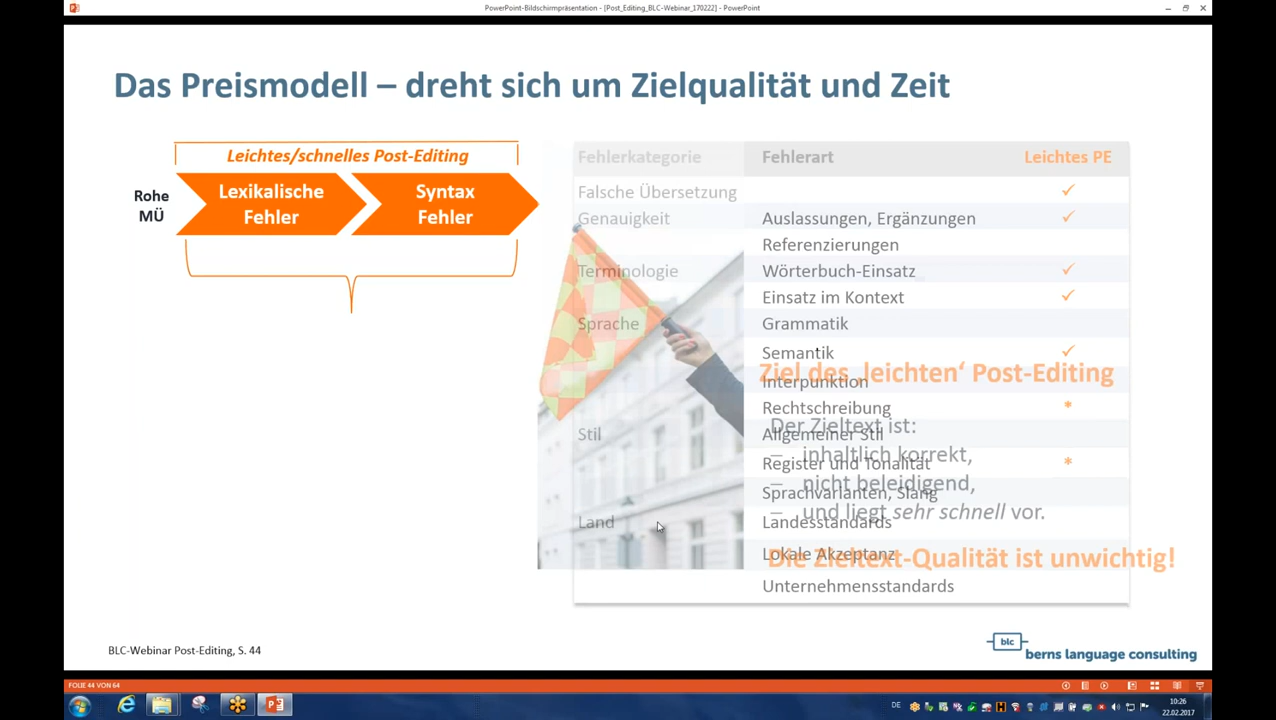 PowerPoint-Bildschirmpräsentation - [Post_Editing_BLC-Webinar_170222] - PowerPoint
Das Preismodell – dreht sich um Zielqualität und Zeit
Leichtes/schnelles Post-Editing
Rohe
MÜ
Lexikalische
Fehler
Syntax
Fehler
Fehlerkategorie Fehlerart Leichtes PE
Falsche Übersetzung ✓
Genauigkeit Auslassungen, Ergänzungen ✓
Referenzierungen
Terminologie Wörterbuch-Einsatz ✓
Einsatz im Kontext ✓
Sprache Grammatik
Semantik ✓
Interpunktion
Rechtschreibung *
Stil Allgemeiner Stil
Register und Tonalität *
Sprachvarianten, Slang
Land Landesstandards
Lokale Akzeptanz
Unternehmensstandards
Ziel des ‚leichten‘ Post-Editing
Der Zieltext ist:
– inhaltlich korrekt,
– nicht beleidigend,
– und liegt sehr schnell vor.
Die Zieltext-Qualität ist unwichtig!
BLC-Webinar Post-Editing, S. 44
blc
berns language consulting
FOLIE 44 VON 64
DE
10:26
22.02.2017